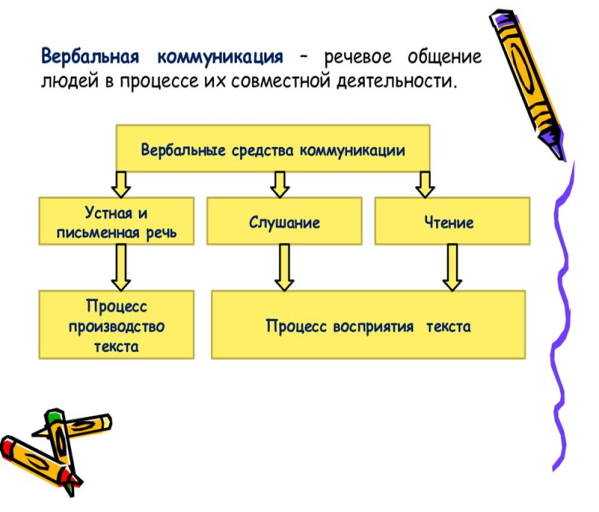 Вербальная коммуникация – речевое общение
людей в процессе их совместной деятельности.
Вербальные средства коммуникации
Устная и
письменная речь
Слушание
Чтение
Процесс
производство
текста
Процесс восприятия текста